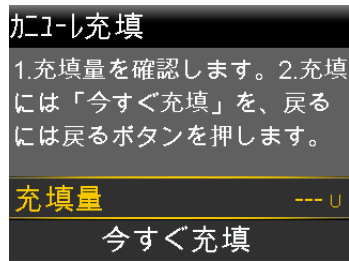 カニューレ充填
1.充填量を確認します。2.充填
には「今すぐ充填」を、戻る
には戻るボタンを押します。
充填量 --- U
今すぐ充填